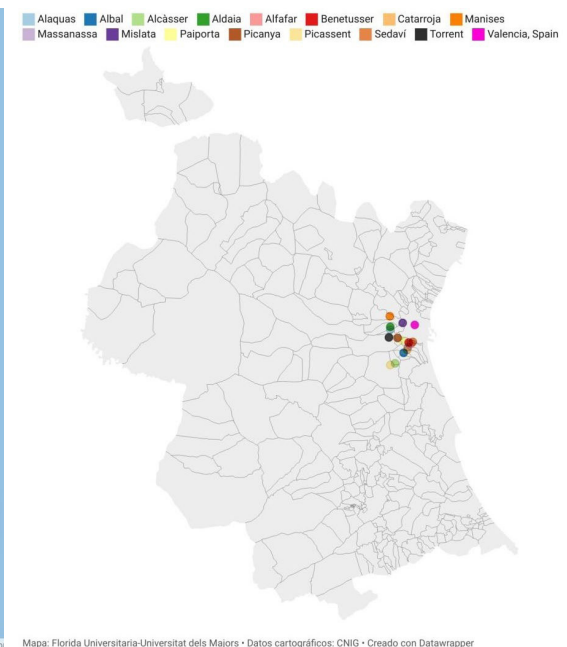 Alaquas Albal Alcàsser Aldaia Alfafar Benetusser Catarroja Manises
Massanassa Mislata Paiporta Picanya Picassent Sedaví Torrent Valencia, Spain
Mapa: Florida Universitaria-Universitat dels Majors • Datos cartográficos: CNIG • Creado con Datawrapper